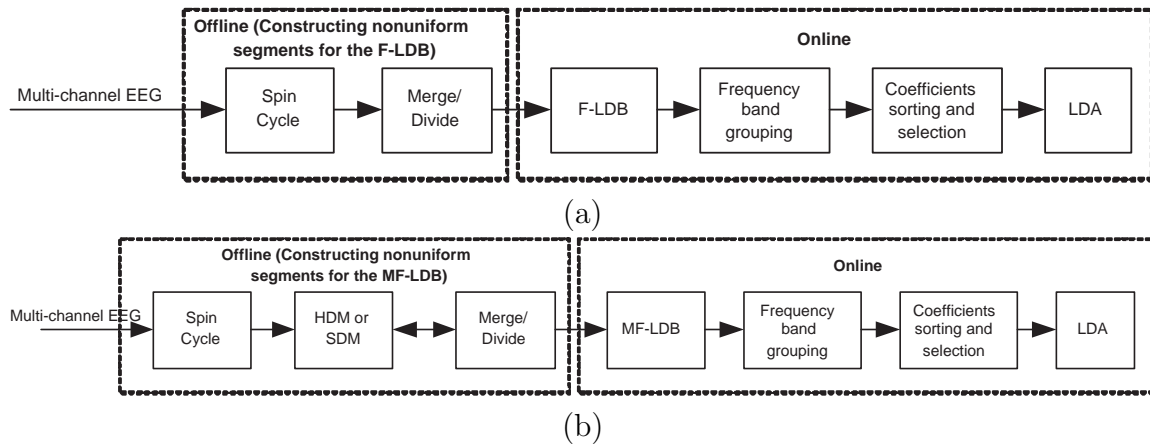 Offline (Constructing nonuniform
segments for the F-LDB)
Online
Multi-channel EEG
Spin
Cycle
Merge/
Divide
F-LDB
Frequency
band
grouping
Coefficients
sorting and
selection
LDA
(a)
Offline (Constructing nonuniform
segments for the MF-LDB)
Online
Multi-channel EEG
Spin
Cycle
HDM or
SDM
Merge/
Divide
MF-LDB
Frequency
band
grouping
Coefficients
sorting and
selection
LDA
(b)